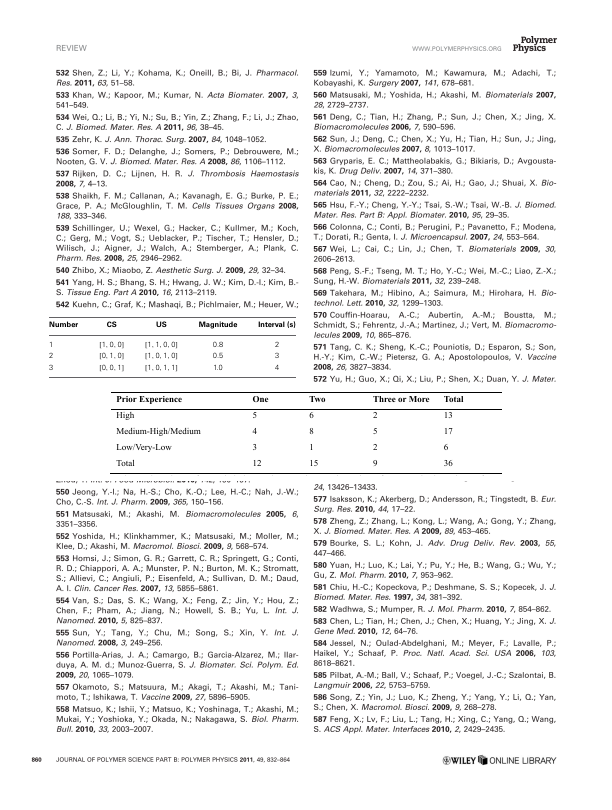 REVIEW
WWW.POLYMERPHYSICS.ORG
Polymer
Physics
532 Shen, Z.; Li, Y.; Kohama, K.; Oneill, B.; Bi, J. Pharmacol.
Res. 2011, 63, 51–58.
533 Khan, W.; Kapoor, M.; Kumar, N. Acta Biomater. 2007, 3,
541–549.
534 Wei, Q.; Li, B.; Yi, N.; Su, B.; Yin, Z.; Zhang, F.; Li, J.; Zhao,
C. J. Biomed. Mater. Res. A 2011, 96, 38–45.
535 Zehr, K. J. Ann. Thorac. Surg. 2007, 84, 1048–1052.
536 Somer, F. D.; Delanghe, J.; Somers, P.; Debrouwere, M.;
Nooten, G. V. J. Biomed. Mater. Res. A 2008, 86, 1106–1112.
537 Rijken, D. C.; Lijnen, H. R. J. Thrombosis Haemostasis
2008, 7, 4–13.
538 Shaikh, F. M.; Callanan, A.; Kavanagh, E. G.; Burke, P. E.;
Grace, P. A.; McGloughlin, T. M. Cells Tissues Organs 2008,
188, 333–346.
539 Schillinger, U.; Wexel, G.; Hacker, C.; Kullmer, M.; Koch,
C.; Gerg, M.; Vogt, S.; Ueblacker, P.; Tischer, T.; Hensler, D.;
Wilisch, J.; Aigner, J.; Walch, A.; Stemberger, A.; Plank, C.
Pharm. Res. 2008, 25, 2946–2962.
540 Zhibo, X.; Miaobo, Z. Aesthetic Surg. J. 2009, 29, 32–34.
541 Yang, H. S.; Bhang, S. H.; Hwang, J. W.; Kim, D.-I.; Kim, B.-
S. Tissue Eng. Part A 2010, 16, 2113–2119.
542 Kuehn, C.; Graf, K.; Mashaqi, B.; Pichlmaier, M.; Heuer, W.;
Number CS US Magnitude Interval (s)
1 [1, 0, 0] [1, 1, 0, 0] 0.8 2
2 [0, 1, 0] [1, 0, 1, 0] 0.5 3
3 [0, 0, 1] [1, 0, 1, 1] 1.0 4
550 Jeong, Y.-I.; Na, H.-S.; Cho, K.-O.; Lee, H.-C.; Nah, J.-W.;
Cho, C.-S. Int. J. Pharm. 2009, 365, 150–156.
551 Matsusaki, M.; Akashi, M. Biomacromolecules 2005, 6,
3351–3356.
552 Yoshida, H.; Klinkhammer, K.; Matsusaki, M.; Moller, M.;
Klee, D.; Akashi, M. Macromol. Biosci. 2009, 9, 568–574.
553 Homsi, J.; Simon, G. R.; Garrett, C. R.; Springett, G.; Conti,
R. D.; Chiappori, A. A.; Munster, P. N.; Burton, M. K.; Stromatt,
S.; Allievi, C.; Angiuli, P.; Eisenfeld, A.; Sullivan, D. M.; Daud,
A. I. Clin. Cancer Res. 2007, 13, 5855–5861.
554 Van, S.; Das, S. K.; Wang, X.; Feng, Z.; Jin, Y.; Hou, Z.;
Chen, F.; Pham, A.; Jiang, N.; Howell, S. B.; Yu, L. Int. J.
Nanomed. 2010, 5, 825–837.
555 Sun, Y.; Tang, Y.; Chu, M.; Song, S.; Xin, Y. Int. J.
Nanomed. 2008, 3, 249–256.
556 Portilla-Arias, J. A.; Camargo, B.; Garcia-Alzarez, M.; Ilar-
duya, A. M. d.; Munoz-Guerra, S. J. Biomater. Sci. Polym. Ed.
2009, 20, 1065–1079.
557 Okamoto, S.; Matsuura, M.; Akagi, T.; Akashi, M.; Tani-
moto, T.; Ishikawa, T. Vaccine 2009, 27, 5896–5905.
558 Matsuo, K.; Ishii, Y.; Matsuo, K.; Yoshinaga, T.; Akashi, M.;
Mukai, Y.; Yoshioka, Y.; Okada, N.; Nakagawa, S. Biol. Pharm.
Bull. 2010, 33, 2003–2007.
559 Izumi, Y.; Yamamoto, M.; Kawamura, M.; Adachi, T.;
Kobayashi, K. Surgery 2007, 141, 678–681.
560 Matsusaki, M.; Yoshida, H.; Akashi, M. Biomaterials 2007,
28, 2729–2737.
561 Deng, C.; Tian, H.; Zhang, P.; Sun, J.; Chen, X.; Jing, X.
Biomacromolecules 2006, 7, 590–596.
562 Sun, J.; Deng, C.; Chen, X.; Yu, H.; Tian, H.; Sun, J.; Jing,
X. Biomacromolecules 2007, 8, 1013–1017.
563 Gryparis, E. C.; Mattheolabakis, G.; Bikiaris, D.; Avgousta-
kis, K. Drug Deliv. 2007, 14, 371–380.
564 Cao, N.; Cheng, D.; Zou, S.; Ai, H.; Gao, J.; Shuai, X. Bio-
materials 2011, 32, 2222–2232.
565 Hsu, F.-Y.; Cheng, Y.-Y.; Tsai, S.-W.; Tsai, W.-B. J. Biomed.
Mater. Res. Part B: Appl. Biomater. 2010, 95, 29–35.
566 Colonna, C.; Conti, B.; Perugini, P.; Pavanetto, F.; Modena,
T.; Dorati, R.; Genta, I. J. Microencapsul. 2007, 24, 553–564.
567 Wei, L.; Cai, C.; Lin, J.; Chen, T. Biomaterials 2009, 30,
2606–2613.
568 Peng, S.-F.; Tseng, M. T.; Ho, Y.-C.; Wei, M.-C.; Liao, Z.-X.;
Sung, H.-W. Biomaterials 2011, 32, 239–248.
569 Takehara, M.; Hibino, A.; Saimura, M.; Hirohara, H. Bio-
technol. Lett. 2010, 32, 1299–1303.
570 Couffin-Hoarau, A.-C.; Aubertin, A.-M.; Boustta, M.;
Schmidt, S.; Fehrentz, J.-A.; Martinez, J.; Vert, M. Biomacromo-
lecules 2009, 10, 865–876.
571 Tang, C. K.; Sheng, K.-C.; Pouniotis, D.; Esparon, S.; Son,
H.-Y.; Kim, C.-W.; Pietersz, G. A.; Apostolopoulos, V. Vaccine
2008, 26, 3827–3834.
572 Yu, H.; Guo, X.; Qi, X.; Liu, P.; Shen, X.; Duan, Y. J. Mater.
Prior Experience One Two Three or More Total
High 5 6 2 13
Medium-High/Medium 4 8 5 17
Low/Very-Low 3 1 2 6
Total 12 15 9 36
24, 13426–13433.
577 Isaksson, K.; Akerberg, D.; Andersson, R.; Tingstedt, B. Eur.
Surg. Res. 2010, 44, 17–22.
578 Zheng, Z.; Zhang, L.; Kong, L.; Wang, A.; Gong, Y.; Zhang,
X. J. Biomed. Mater. Res. A 2009, 89, 453–465.
579 Bourke, S. L.; Kohn, J. Adv. Drug Deliv. Rev. 2003, 55,
447–466.
580 Yuan, H.; Luo, K.; Lai, Y.; Pu, Y.; He, B.; Wang, G.; Wu, Y.;
Gu, Z. Mol. Pharm. 2010, 7, 953–962.
581 Chiu, H.-C.; Kopeckova, P.; Deshmane, S. S.; Kopecek, J. J.
Biomed. Mater. Res. 1997, 34, 381–392.
582 Wadhwa, S.; Mumper, R. J. Mol. Pharm. 2010, 7, 854–862.
583 Chen, L.; Tian, H.; Chen, J.; Chen, X.; Huang, Y.; Jing, X. J.
Gene Med. 2010, 12, 64–76.
584 Jessel, N.; Oulad-Abdelghani, M.; Meyer, F.; Lavalle, P.;
Haikel, Y.; Schaaf, P. Proc. Natl. Acad. Sci. USA 2006, 103,
8618–8621.
585 Pilbat, A.-M.; Ball, V.; Schaaf, P.; Voegel, J.-C.; Szalontai, B.
Langmuir 2006, 22, 5753–5759.
586 Song, Z.; Yin, J.; Luo, K.; Zheng, Y.; Yang, Y.; Li, Q.; Yan,
S.; Chen, X. Macromol. Biosci. 2009, 9, 268–278.
587 Feng, X.; Lv, F.; Liu, L.; Tang, H.; Xing, C.; Yang, Q.; Wang,
S. ACS Appl. Mater. Interfaces 2010, 2, 2429–2435.
860 JOURNAL OF POLYMER SCIENCE PART B: POLYMER PHYSICS 2011, 49, 832–864
WILEY ONLINE LIBRARY